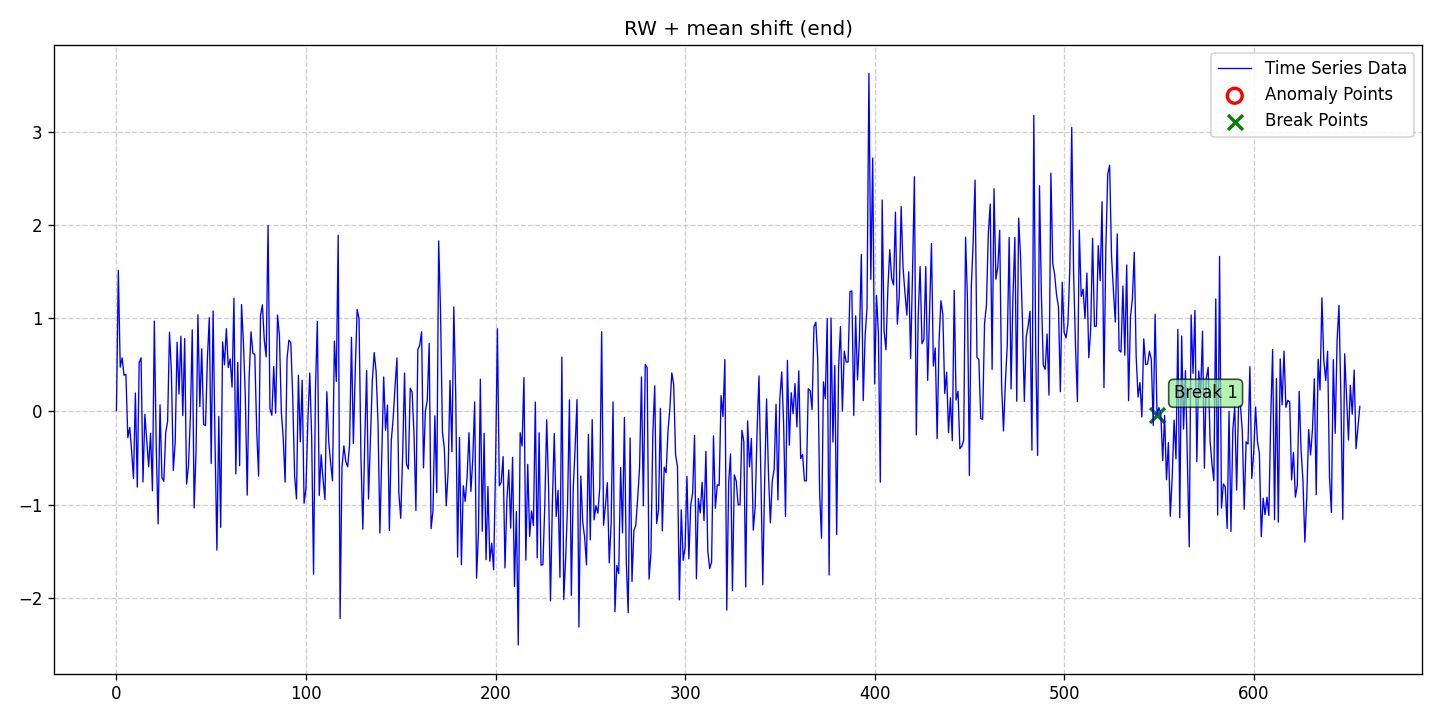 RW + mean shift (end)
Time Series Data
Anomaly Points
Break Points
3
2
1
0
−1
−2
Break 1
0 100 200 300 400 500 600